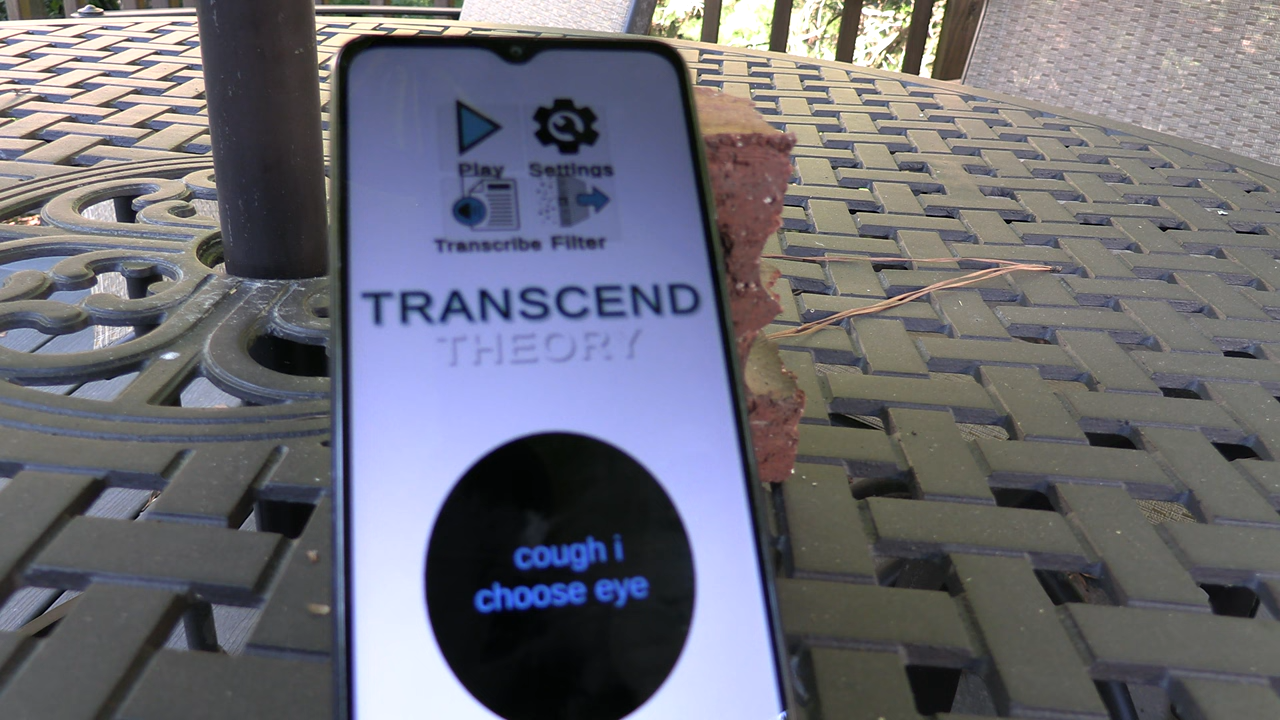 Play Settings
Transcribe Filter
TRANSCEND
THEORY
cough i
choose eye